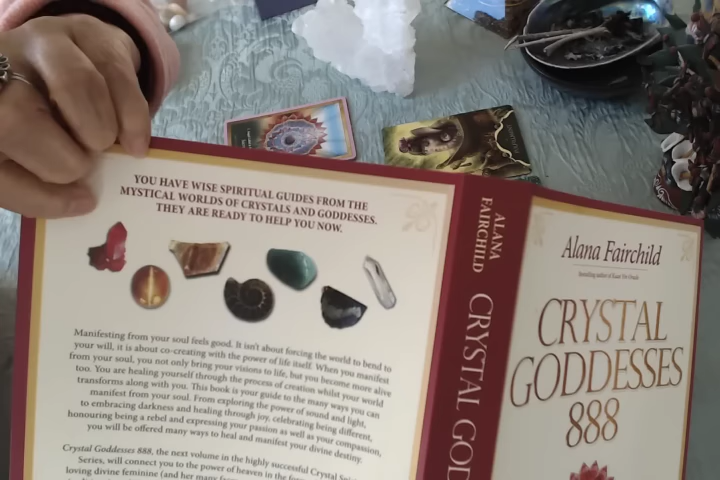 YOU HAVE WISE SPIRITUAL GUIDES FROM THE
MYSTICAL WORLDS OF CRYSTALS AND GODDESSES.
THEY ARE READY TO HELP YOU NOW.
Manifesting from your soul feels good. It isn't about forcing the world to bend to
your will, it is about co-creating with the power of life itself. When you manifest
from your soul, you not only bring your visions to life, but you become more alive
too. You are healing yourself through the process of creation whilst your world
transforms along with you. This book is your guide to the many ways you can
manifest from your soul. From exploring the power of sound and light,
to embracing darkness and healing through joy, celebrating being different,
honouring being a rebel and expressing your passion as well as your compassion,
you will be offered many ways to heal and manifest your divine destiny.
Crystal Goddesses 888, the next volume in the highly successful Crystal
Series, will connect you to the power of heaven in the
loving divine feminine (and her many
ALANA
FAIRCHILD
CRYSTAL GOD
Alana Fairchild
Bestselling author of Kuan Yin Oracle
CRYSTAL
GODDESSES
888